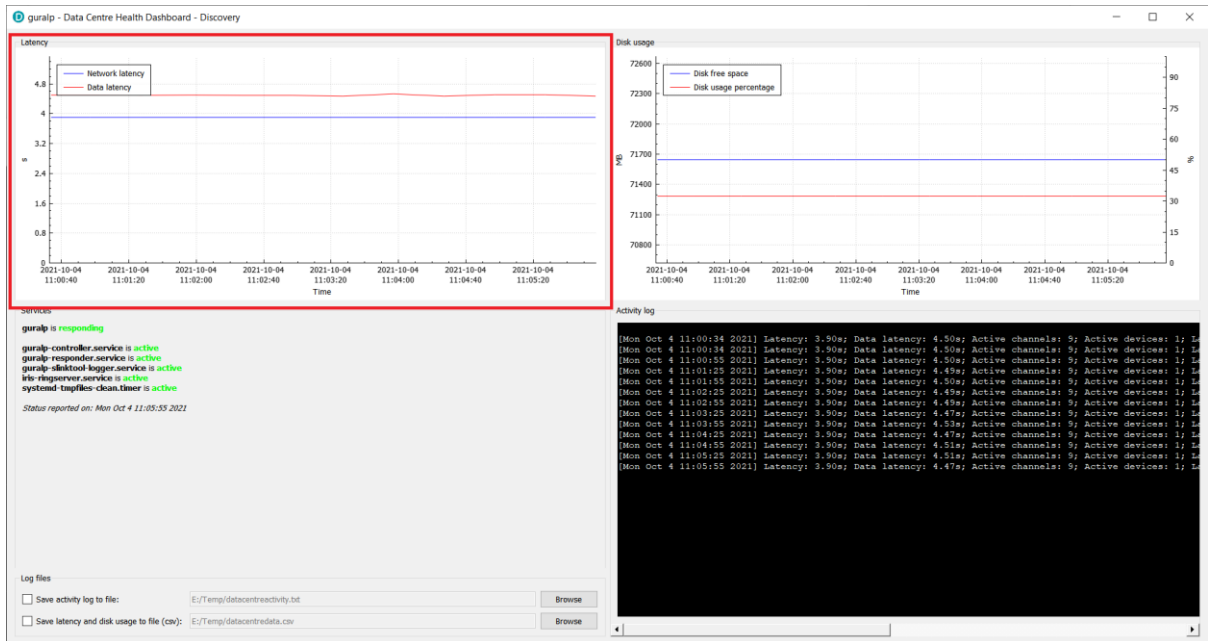 guralp - Data Centre Health Dashboard - Discovery
Latency
Network latency
Data latency
4.8
4
3.2
2.4
1.6
0.8
0
s
2021-10-04 2021-10-04 2021-10-04 2021-10-04 2021-10-04 2021-10-04 2021-10-04 2021-10-04
11:00:40 11:01:20 11:02:00 11:02:40 11:03:20 11:04:00 11:04:40 11:05:20
Time
Disk usage
Disk free space
Disk usage percentage
72600
72300
72000
71700
71400
71100
70800
MB
90
75
60
45
30
15
0
%
2021-10-04 2021-10-04 2021-10-04 2021-10-04 2021-10-04 2021-10-04 2021-10-04 2021-10-04
11:00:40 11:01:20 11:02:00 11:02:40 11:03:20 11:04:00 11:04:40 11:05:20
Time
Services
guralp is responding
guralp-controller.service is active
guralp-responder.service is active
guralp-slinktool-logger.service is active
iris-ringserver.service is active
systemd-tmpfiles-clean.timer is active
Status reported on: Mon Oct 4 11:05:55 2021
Activity log
[Mon Oct 4 11:00:34 2021] Latency: 3.90s; Data latency: 4.50s; Active channels: 9; Active devices: 1; La
[Mon Oct 4 11:00:34 2021] Latency: 3.90s; Data latency: 4.50s; Active channels: 9; Active devices: 1; La
[Mon Oct 4 11:00:55 2021] Latency: 3.90s; Data latency: 4.50s; Active channels: 9; Active devices: 1; La
[Mon Oct 4 11:01:25 2021] Latency: 3.90s; Data latency: 4.49s; Active channels: 9; Active devices: 1; La
[Mon Oct 4 11:01:55 2021] Latency: 3.90s; Data latency: 4.50s; Active channels: 9; Active devices: 1; La
[Mon Oct 4 11:02:25 2021] Latency: 3.90s; Data latency: 4.49s; Active channels: 9; Active devices: 1; La
[Mon Oct 4 11:02:55 2021] Latency: 3.90s; Data latency: 4.49s; Active channels: 9; Active devices: 1; La
[Mon Oct 4 11:03:25 2021] Latency: 3.90s; Data latency: 4.47s; Active channels: 9; Active devices: 1; La
[Mon Oct 4 11:03:55 2021] Latency: 3.90s; Data latency: 4.53s; Active channels: 9; Active devices: 1; La
[Mon Oct 4 11:04:25 2021] Latency: 3.90s; Data latency: 4.47s; Active channels: 9; Active devices: 1; La
[Mon Oct 4 11:04:55 2021] Latency: 3.90s; Data latency: 4.51s; Active channels: 9; Active devices: 1; La
[Mon Oct 4 11:05:25 2021] Latency: 3.90s; Data latency: 4.51s; Active channels: 9; Active devices: 1; La
[Mon Oct 4 11:05:55 2021] Latency: 3.90s; Data latency: 4.47s; Active channels: 9; Active devices: 1; La
Log files
Save activity log to file: E:/Temp/datacentreactivity.txt Browse
Save latency and disk usage to file (csv): E:/Temp/datacentredata.csv Browse